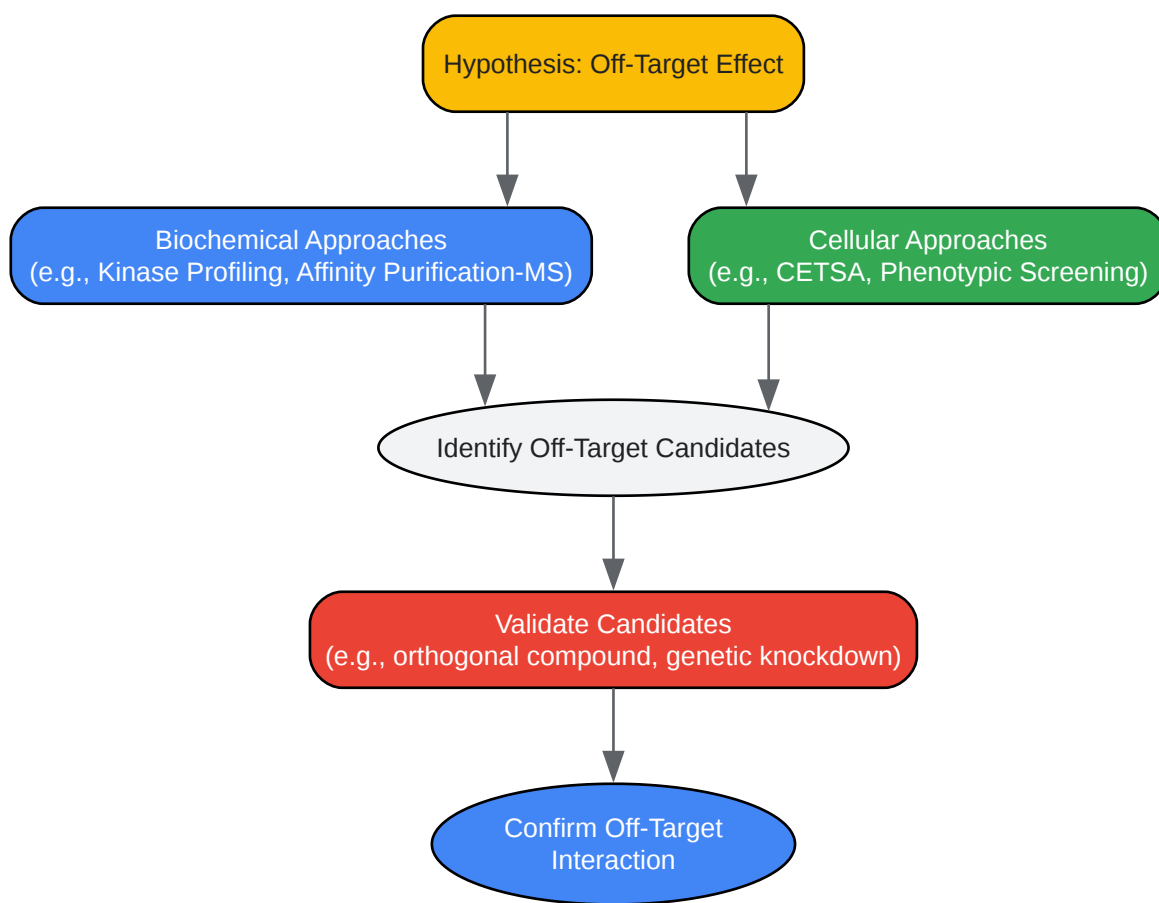 Hypothesis: Off-Target Effect
Biochemical Approaches
(e.g., Kinase Profiling, Affinity Purification-MS)
Cellular Approaches
(e.g., CETSA, Phenotypic Screening)
Identify Off-Target Candidates
Validate Candidates
(e.g., orthogonal compound, genetic knockdown)
Confirm Off-Target
Interaction